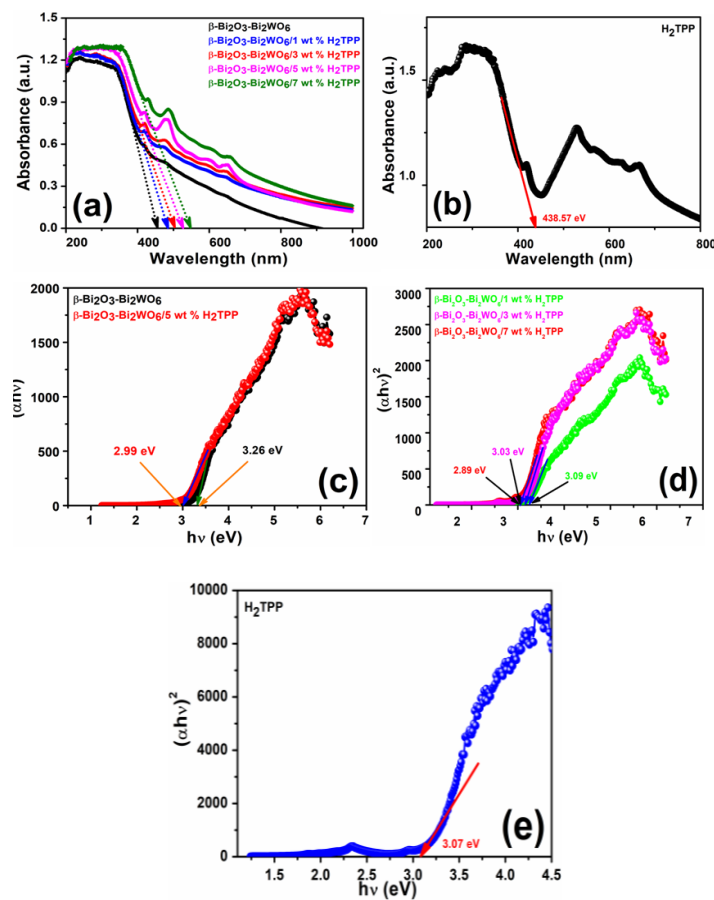 β-Bi2O3-Bi2WO6
β-Bi2O3-Bi2WO6/1 wt % H2TPP
β-Bi2O3-Bi2WO6/3 wt % H2TPP
β-Bi2O3-Bi2WO6/5 wt % H2TPP
β-Bi2O3-Bi2WO6/7 wt % H2TPP
1.5
1.2
0.9
0.6
0.3
0.0
Absorbance (a.u.)
(a)
200 400 600 800 1000
Wavelength (nm)
H2TPP
1.5
1.0
Absorbance (a.u.)
(b)
438.57 eV
200 300 400 500 600 700 800
Wavelength (nm)
β-Bi2O3-Bi2WO6
β-Bi2O3-Bi2WO6/5 wt % H2TPP
2000
1500
1000
500
0
(αhν)
2.99 eV
3.26 eV
(c)
1 2 3 4 5 6 7
hν (eV)
β-Bi2O3-Bi2WO6/1 wt % H2TPP
β-Bi2O3-Bi2WO6/3 wt % H2TPP
β-Bi2O3-Bi2WO6/7 wt % H2TPP
3000
2500
2000
1500
1000
500
0
(αhν)2
3.03 eV
2.89 eV
3.09 eV
(d)
2 2 3 4 5 6 7
hν (eV)
H2TPP
10000
8000
6000
4000
2000
0
(αhν)2
3.07 eV
(e)
1.5 2.0 2.5 3.0 3.5 4.0 4.5
hν (eV)